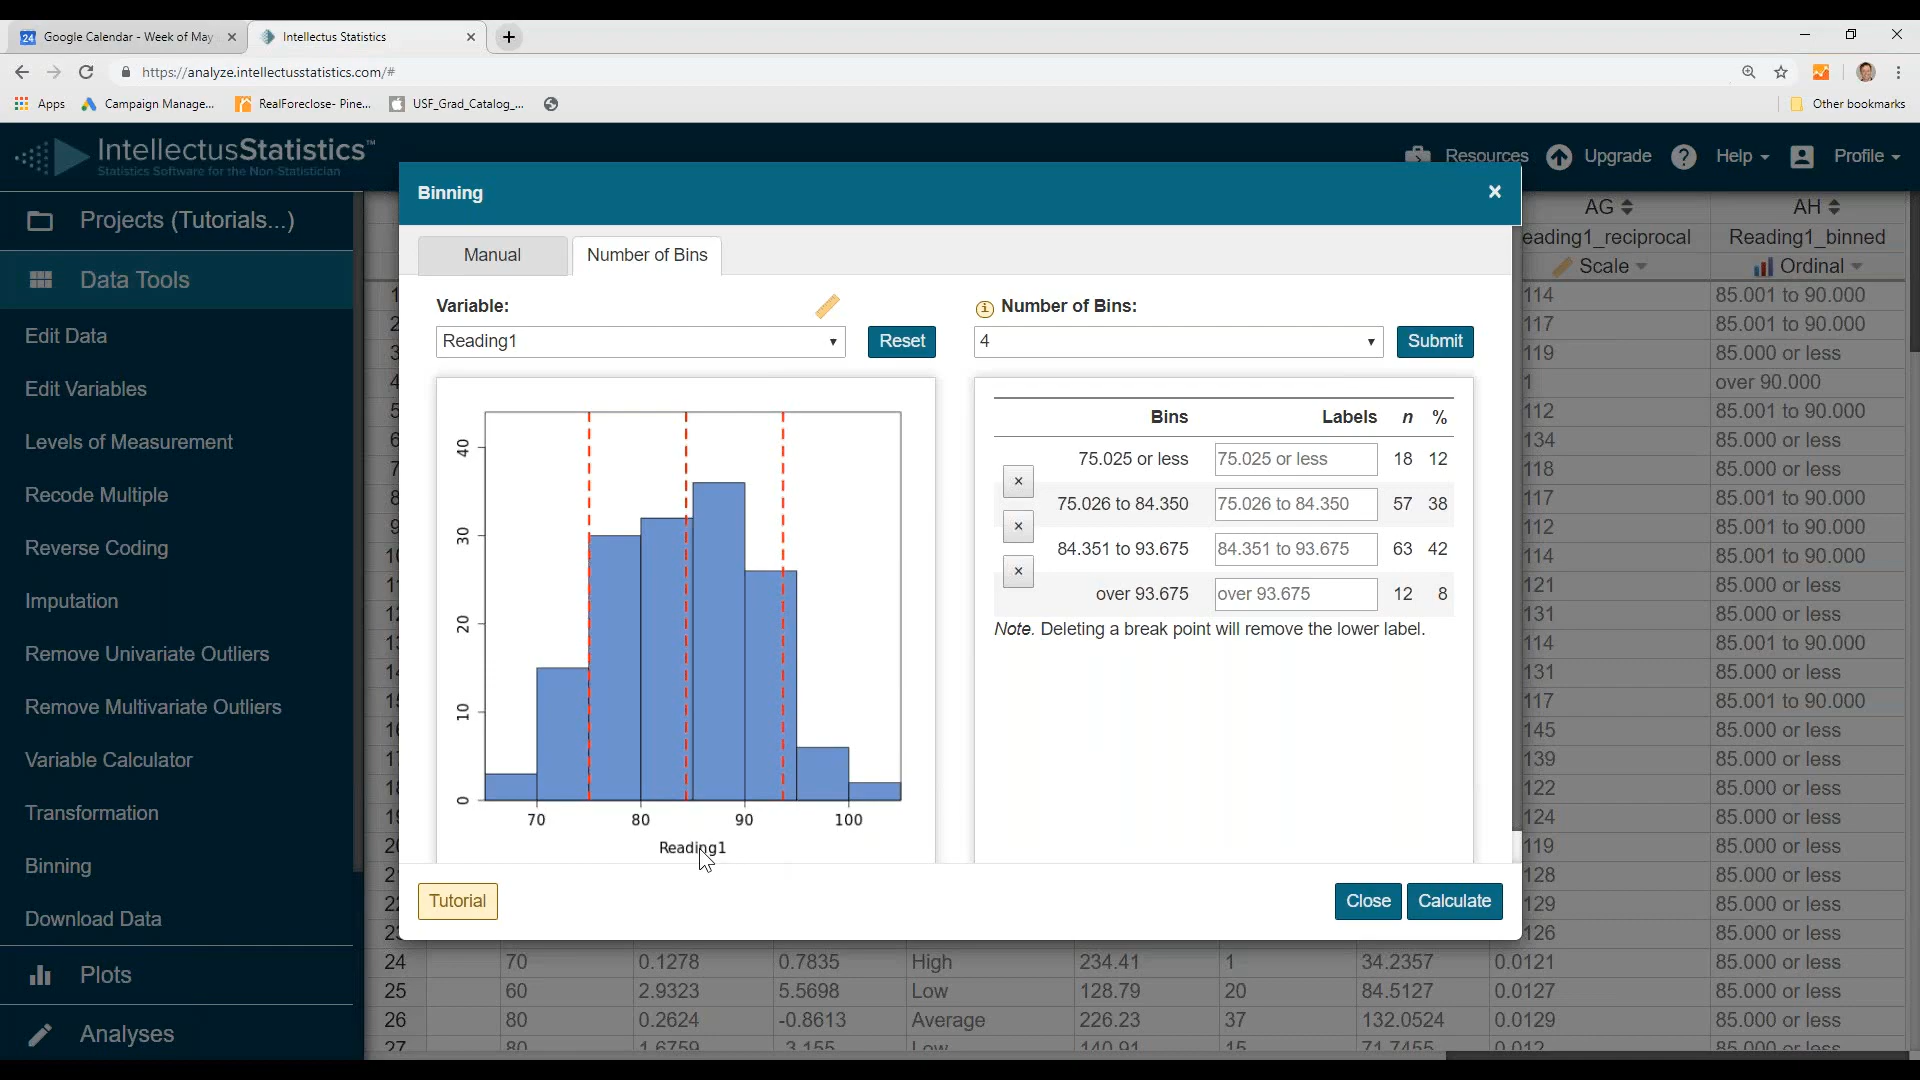 Google Calendar - Week of May
Intellectus Statistics
https://analyze.intellectusstatistics.com/#
Apps
Campaign Manage...
RealForeclose- Pine...
USF_Grad_Catalog_...
Other bookmarks
IntellectusStatistics™
Statistics Software for the Non-Statistician
Resources
Upgrade
Help
Profile
Projects (Tutorials...)
Data Tools
Edit Data
Edit Variables
Levels of Measurement
Recode Multiple
Reverse Coding
Imputation
Remove Univariate Outliers
Remove Multivariate Outliers
Variable Calculator
Transformation
Binning
Download Data
Plots
Analyses
Binning
×
Manual
Number of Bins
Variable:
Reading1
Reset
Number of Bins:
4
Submit
40
30
20
10
0
70 80 90 100
Reading1
Bins Labels n %
75.025 or less 75.025 or less 18 12
75.026 to 84.350 75.026 to 84.350 57 38
84.351 to 93.675 84.351 to 93.675 63 42
over 93.675 over 93.675 12 8
Note. Deleting a break point will remove the lower label.
Tutorial
Close
Calculate
AG AH
eading1_reciprocal Reading1_binned
Scale Ordinal
114 85.001 to 90.000
117 85.001 to 90.000
119 85.000 or less
1 over 90.000
112 85.001 to 90.000
134 85.000 or less
118 85.000 or less
117 85.001 to 90.000
112 85.001 to 90.000
114 85.001 to 90.000
121 85.000 or less
131 85.000 or less
114 85.001 to 90.000
131 85.000 or less
117 85.001 to 90.000
145 85.000 or less
139 85.000 or less
122 85.000 or less
124 85.000 or less
119 85.000 or less
128 85.000 or less
129 85.000 or less
126 85.000 or less
24 70 0.1278 0.7835 High 234.41 1 34.2357 0.0121 85.000 or less
25 60 2.9323 5.5698 Low 128.79 20 84.5127 0.0127 85.000 or less
26 80 0.2624 -0.8613 Average 226.23 37 132.0524 0.0129 85.000 or less
27 80 1.6759 Low 140.91 15 71.7455 0.012 85.000 or less